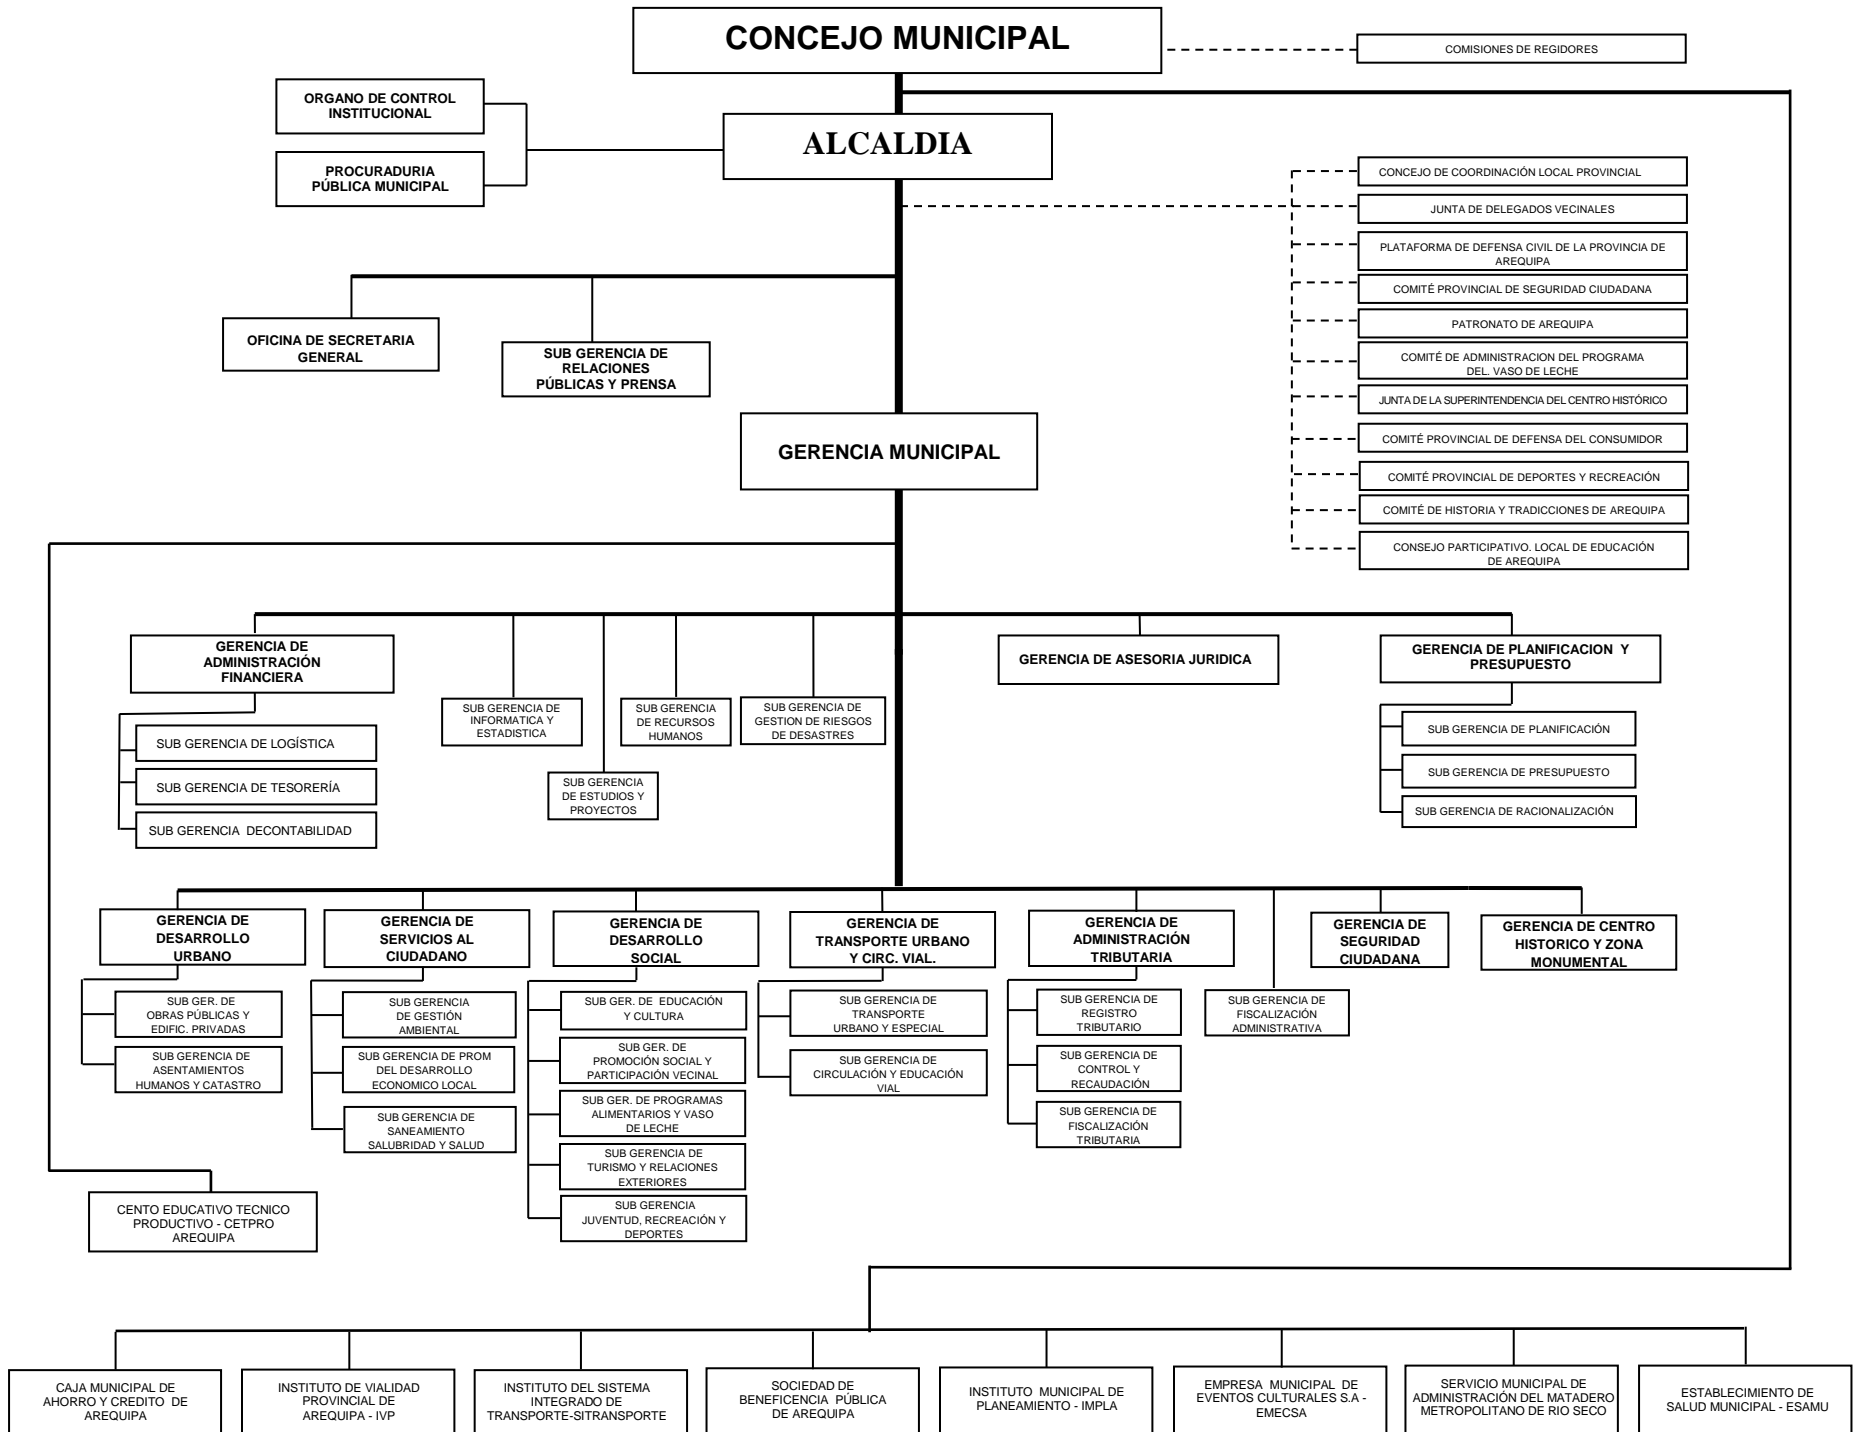 CONCEJO MUNICIPAL
COMISIONES DE REGIDORES
ORGANO DE CONTROL
INSTITUCIONAL
ALCALDIA
PROCURADURIA
PÚBLICA MUNICIPAL
CONCEJO DE COORDINACIÓN LOCAL PROVINCIAL
JUNTA DE DELEGADOS VECINALES
PLATAFORMA DE DEFENSA CIVIL DE LA PROVINCIA DE
AREQUIPA
COMITÉ PROVINCIAL DE SEGURIDAD CIUDADANA
PATRONATO DE AREQUIPA
COMITÉ DE ADMINISTRACION DEL PROGRAMA
DEL. VASO DE LECHE
JUNTA DE LA SUPERINTENDENCIA DEL CENTRO HISTÓRICO
COMITÉ PROVINCIAL DE DEFENSA DEL CONSUMIDOR
COMITÉ PROVINCIAL DE DEPORTES Y RECREACIÓN
COMITÉ DE HISTORIA Y TRADICCIONES DE AREQUIPA
CONSEJO PARTICIPATIVO. LOCAL DE EDUCACIÓN
DE AREQUIPA
OFICINA DE SECRETARIA
GENERAL
SUB GERENCIA DE
RELACIONES
PÚBLICAS Y PRENSA
GERENCIA MUNICIPAL
GERENCIA DE
ADMINISTRACIÓN
FINANCIERA
SUB GERENCIA DE LOGÍSTICA
SUB GERENCIA DE TESORERÍA
SUB GERENCIA DECONTABILIDAD
SUB GERENCIA DE
INFORMATICA Y
ESTADISTICA
SUB GERENCIA
DE ESTUDIOS Y
PROYECTOS
SUB GERENCIA
DE RECURSOS
HUMANOS
SUB GERENCIA DE
GESTION DE RIESGOS
DE DESASTRES
GERENCIA DE ASESORIA JURIDICA
GERENCIA DE PLANIFICACION Y
PRESUPUESTO
SUB GERENCIA DE PLANIFICACIÓN
SUB GERENCIA DE PRESUPUESTO
SUB GERENCIA DE RACIONALIZACIÓN
GERENCIA DE
DESARROLLO
URBANO
SUB GER. DE
OBRAS PÚBLICAS Y
EDIFIC. PRIVADAS
SUB GERENCIA DE
ASENTAMIENTOS
HUMANOS Y CATASTRO
GERENCIA DE
SERVICIOS AL
CIUDADANO
SUB GERENCIA
DE GESTIÓN
AMBIENTAL
SUB GERENCIA DE PROM
DEL DESARROLLO
ECONOMICO LOCAL
SUB GERENCIA DE
SANEAMIENTO
SALUBRIDAD Y SALUD
GERENCIA DE
DESARROLLO
SOCIAL
SUB GER. DE EDUCACIÓN
Y CULTURA
SUB GER. DE
PROMOCIÓN SOCIAL Y
PARTICIPACIÓN VECINAL
SUB GER. DE PROGRAMAS
ALIMENTARIOS Y VASO
DE LECHE
SUB GERENCIA DE
TURISMO Y RELACIONES
EXTERIORES
SUB GERENCIA
JUVENTUD, RECREACIÓN Y
DEPORTES
GERENCIA DE
TRANSPORTE URBANO
Y CIRC. VIAL.
SUB GERENCIA DE
TRANSPORTE
URBANO Y ESPECIAL
SUB GERENCIA DE
CIRCULACIÓN Y EDUCACIÓN
VIAL
GERENCIA DE
ADMINISTRACIÓN
TRIBUTARIA
SUB GERENCIA DE
REGISTRO
TRIBUTARIO
SUB GERENCIA DE
CONTROL Y
RECAUDACIÓN
SUB GERENCIA DE
FISCALIZACIÓN
TRIBUTARIA
SUB GERENCIA DE
FISCALIZACIÓN
ADMINISTRATIVA
GERENCIA DE
SEGURIDAD
CIUDADANA
GERENCIA DE CENTRO
HISTORICO Y ZONA
MONUMENTAL
CENTO EDUCATIVO TECNICO
PRODUCTIVO - CETPRO
AREQUIPA
CAJA MUNICIPAL DE
AHORRO Y CREDITO DE
AREQUIPA
INSTITUTO DE VIALIDAD
PROVINCIAL DE
AREQUIPA - IVP
INSTITUTO DEL SISTEMA
INTEGRADO DE
TRANSPORTE-SITRANSPORTE
SOCIEDAD DE
BENEFICENCIA PÚBLICA
DE AREQUIPA
INSTITUTO MUNICIPAL DE
PLANEAMIENTO - IMPLA
EMPRESA MUNICIPAL DE
EVENTOS CULTURALES S.A -
EMECSA
SERVICIO MUNICIPAL DE
ADMINISTRACIÓN DEL MATADERO
METROPOLITANO DE RIO SECO
ESTABLECIMIENTO DE
SALUD MUNICIPAL - ESAMU